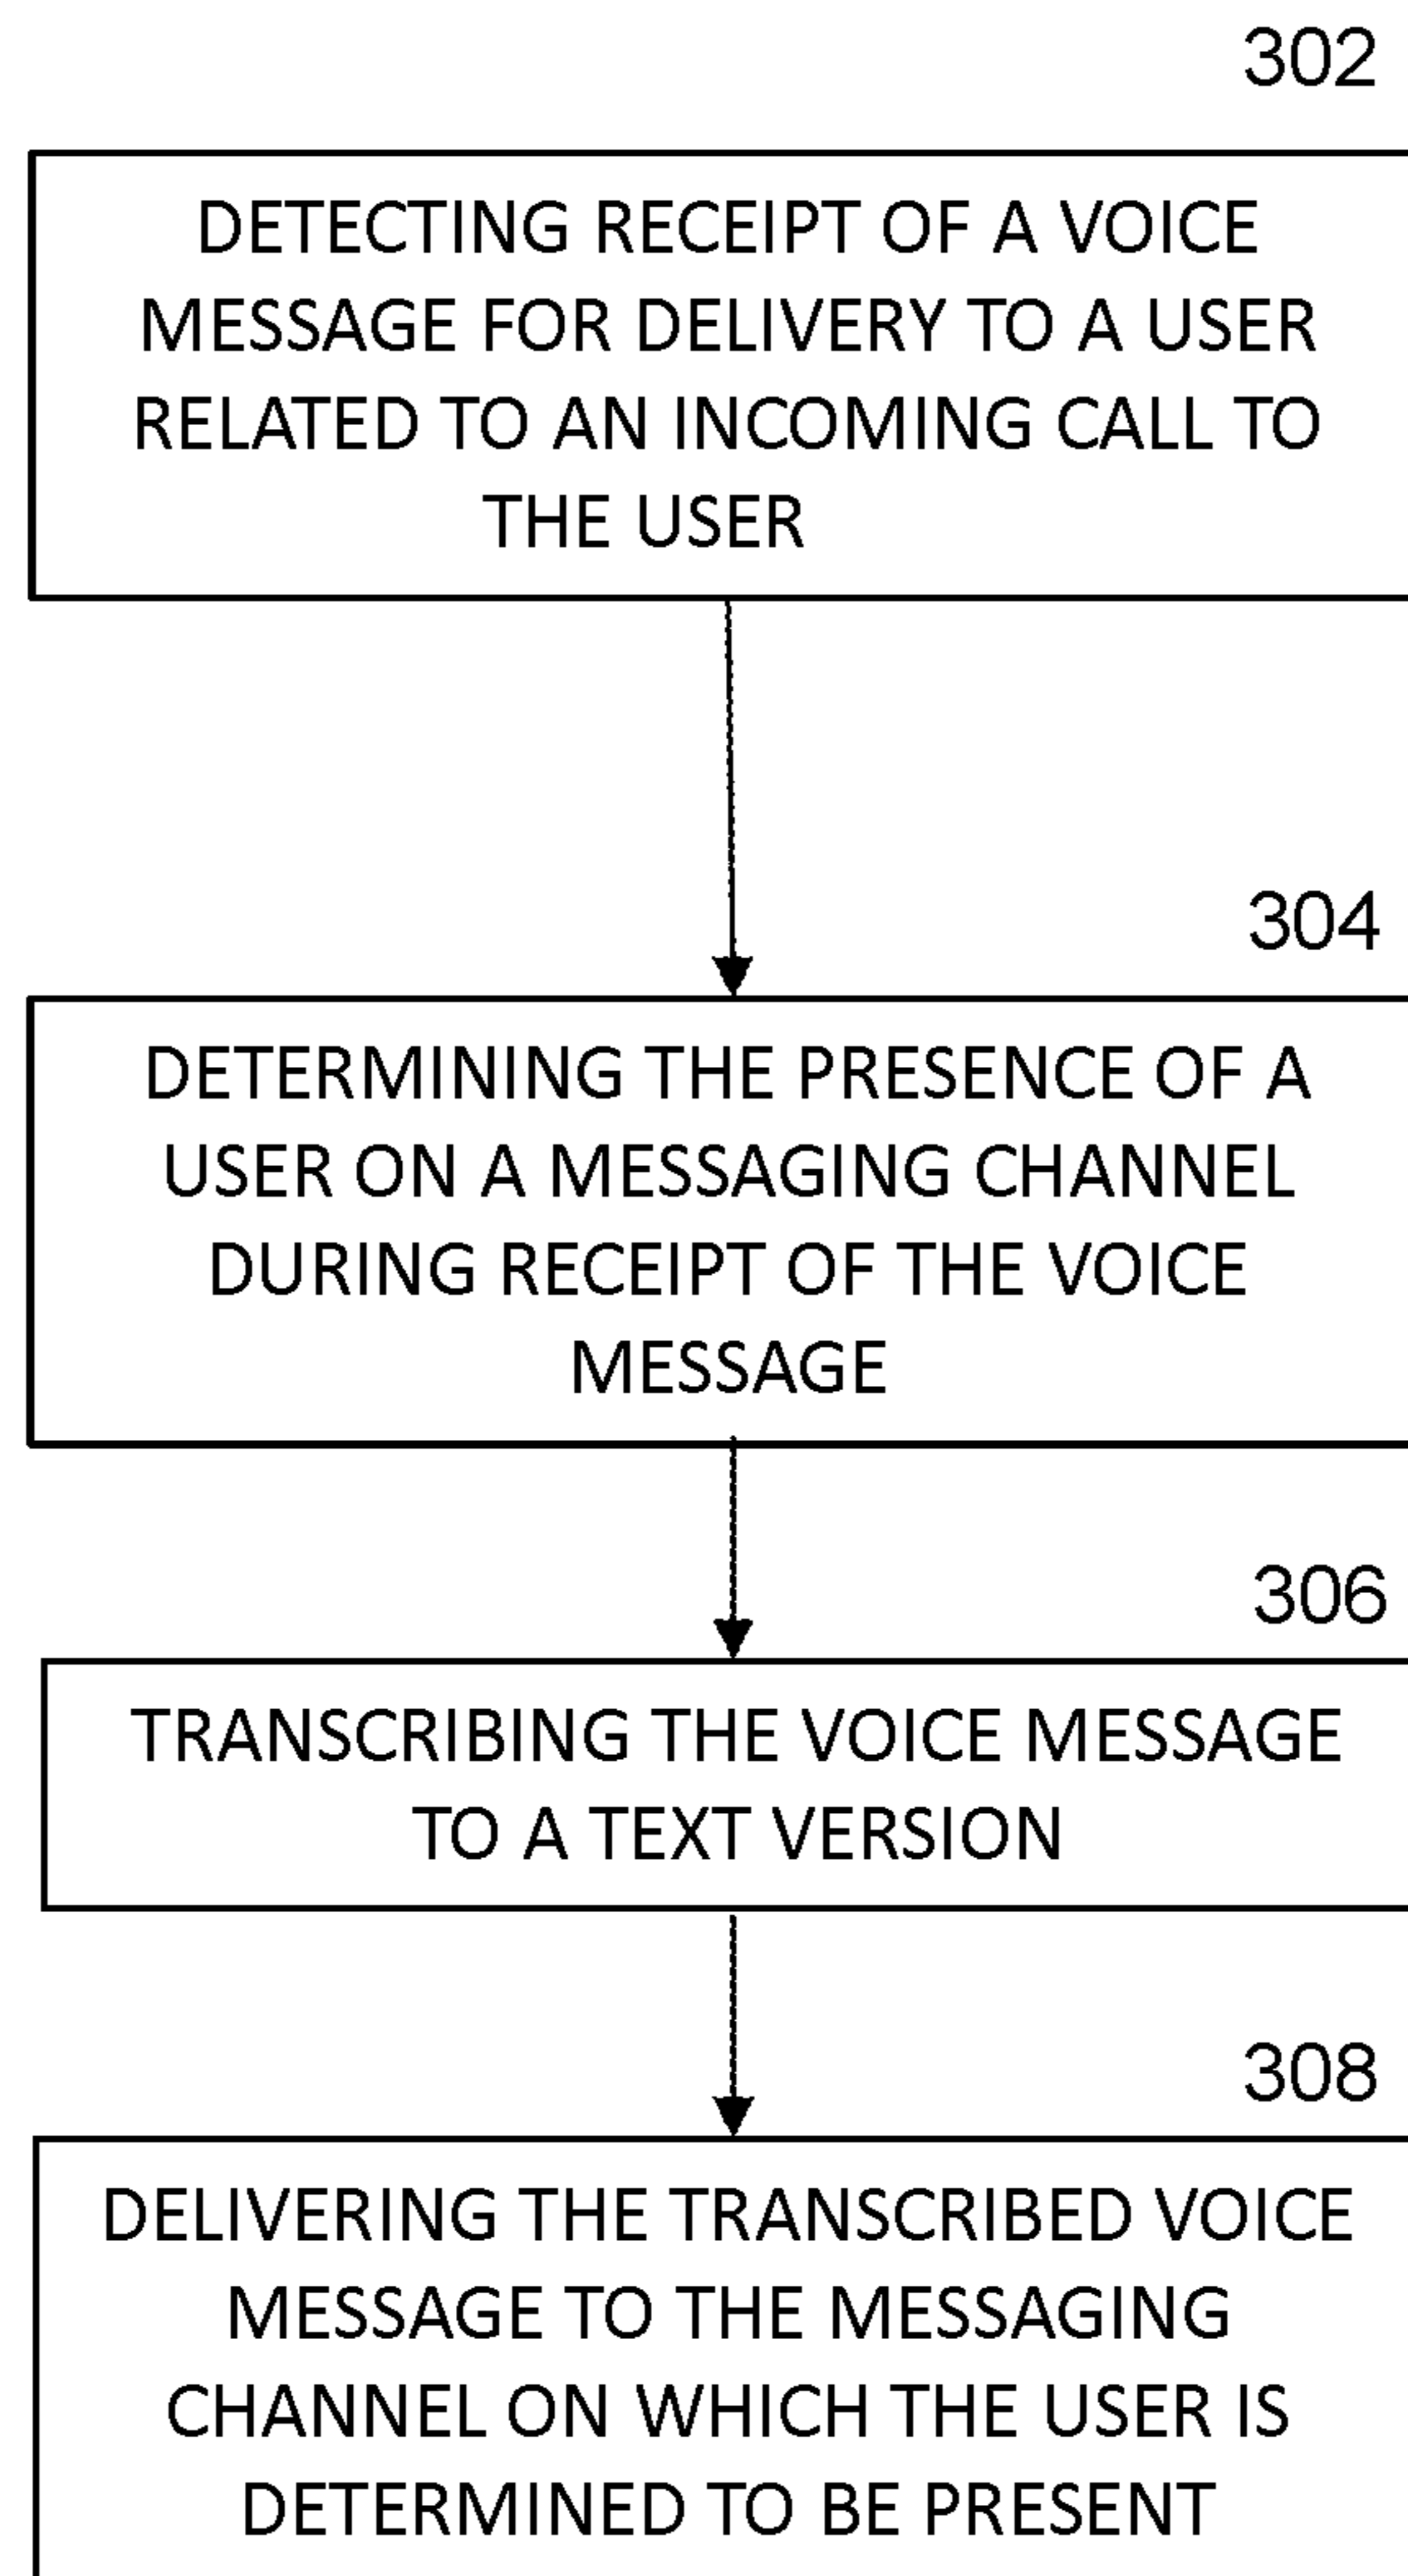 302
DETECTING RECEIPT OF A VOICE
MESSAGE FOR DELIVERY TO A USER
RELATED TO AN INCOMING CALL TO
THE USER
304
DETERMINING THE PRESENCE OF A
USER ON A MESSAGING CHANNEL
DURING RECEIPT OF THE VOICE
MESSAGE
306
TRANSCRIBING THE VOICE MESSAGE
TO A TEXT VERSION
308
DELIVERING THE TRANSCRIBED VOICE
MESSAGE TO THE MESSAGING
CHANNEL ON WHICH THE USER IS
DETERMINED TO BE PRESENT